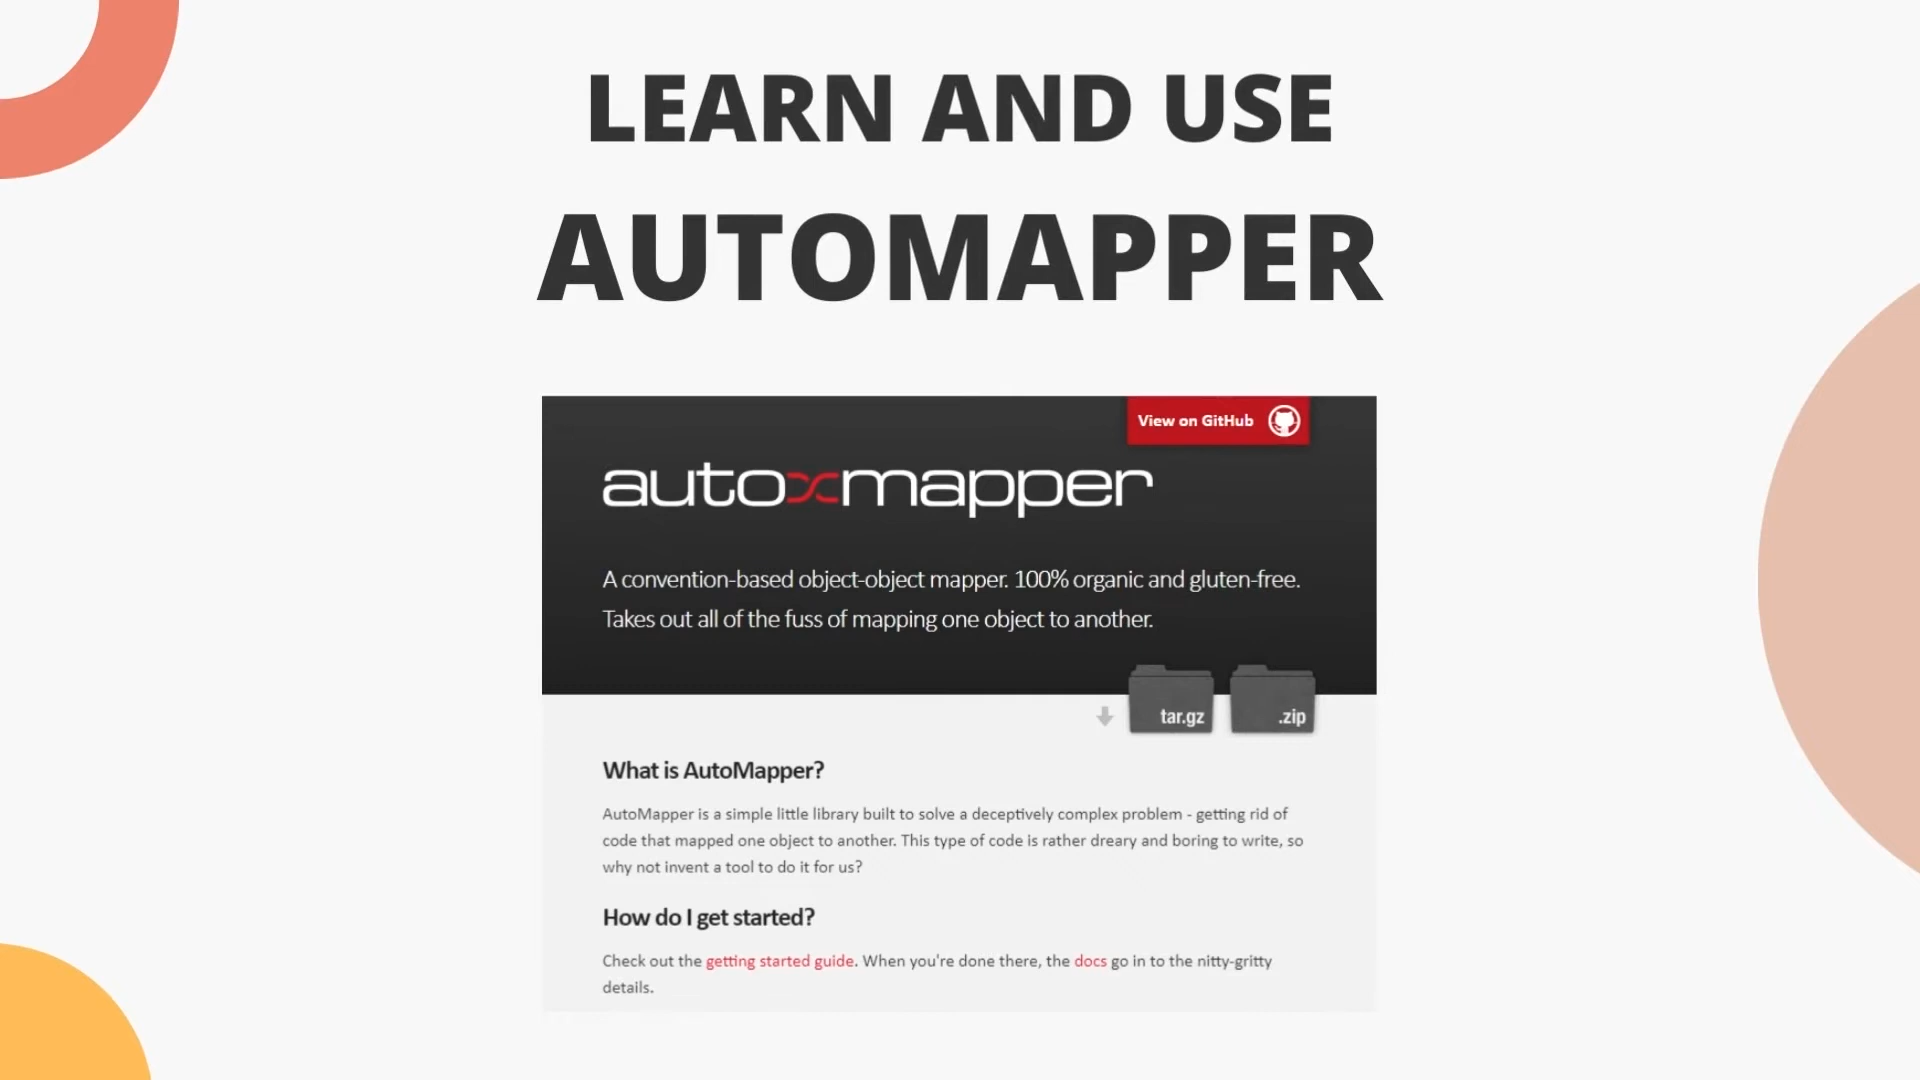 LEARN AND USE
AUTOMAPPER
View on GitHub
automapper
A convention-based object-object mapper. 100% organic and gluten-free.
Takes out all of the fuss of mapping one object to another.
tar.gz
.zip
What is AutoMapper?
AutoMapper is a simple little library built to solve a deceptively complex problem - getting rid of
code that mapped one object to another. This type of code is rather dreary and boring to write, so
why not invent a tool to do it for us?
How do I get started?
Check out the getting started guide. When you're done there, the docs go in to the nitty-gritty
details.